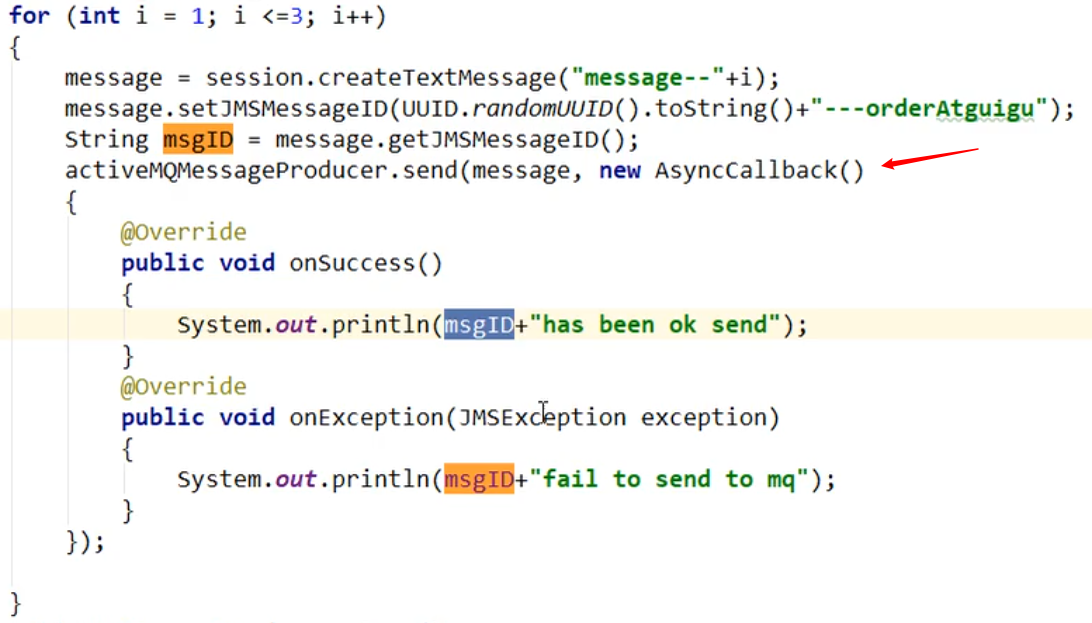 for (int i = 1; i <=3; i++)
{
message = session.createTextMessage("message--"+i);
message.setJMSMessageID(UUID.randomUUID().toString()+"---orderAtguigu");
String msgID = message.getJMSMessageID();
activeMQMessageProducer.send(message, new AsyncCallback()
{
@Override
public void onSuccess()
{
System.out.println(msgID+"has been ok send");
}
@Override
public void onException(JMSException exception)
{
System.out.println(msgID+"fail to send to mq");
}
});
}